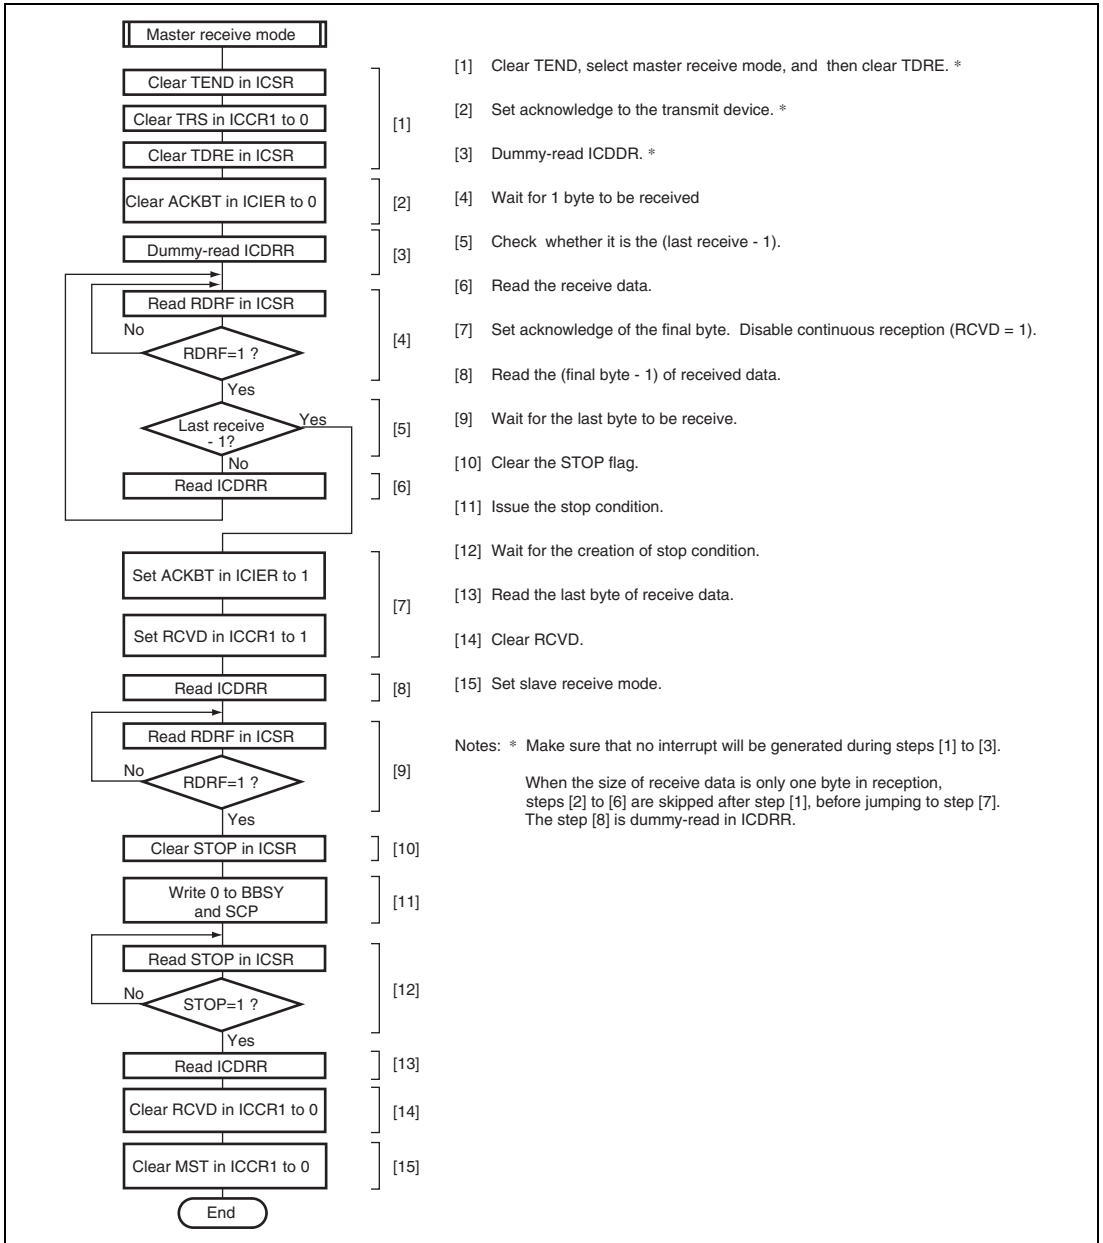 Master receive mode
Clear TEND in ICSR
Clear TRS in ICCR1 to 0
[1]
Clear TDRE in ICSR
Clear ACKBT in ICIER to 0
[2]
Dummy-read ICDRR
[3]
Read RDRF in ICSR
No
RDRF=1 ?
[4]
Yes
Last receive
- 1?
Yes
[5]
No
Read ICDRR
[6]
Set ACKBT in ICIER to 1
[7]
Set RCVD in ICCR1 to 1
Read ICDRR
[8]
Read RDRF in ICSR
No
RDRF=1 ?
[9]
Yes
Clear STOP in ICSR
[10]
Write 0 to BBSY
and SCP
[11]
Read STOP in ICSR
No
STOP=1 ?
[12]
Yes
Read ICDRR
[13]
Clear RCVD in ICCR1 to 0
[14]
Clear MST in ICCR1 to 0
[15]
End
[1] Clear TEND, select master receive mode, and then clear TDRE. *
[2] Set acknowledge to the transmit device. *
[3] Dummy-read ICDDR. *
[4] Wait for 1 byte to be received
[5] Check whether it is the (last receive - 1).
[6] Read the receive data.
[7] Set acknowledge of the final byte. Disable continuous reception (RCVD = 1).
[8] Read the (final byte - 1) of received data.
[9] Wait for the last byte to be receive.
[10] Clear the STOP flag.
[11] Issue the stop condition.
[12] Wait for the creation of stop condition.
[13] Read the last byte of receive data.
[14] Clear RCVD.
[15] Set slave receive mode.
Notes: * Make sure that no interrupt will be generated during steps [1] to [3].
When the size of receive data is only one byte in reception,
steps [2] to [6] are skipped after step [1], before jumping to step [7].
The step [8] is dummy-read in ICDRR.